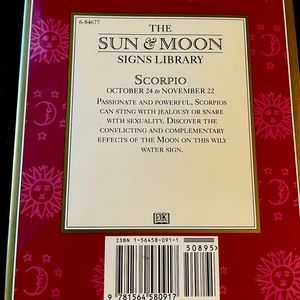 6-84677
THE
SUN & MOON
SIGNS LIBRARY
SCORPIO
OCTOBER 24 to NOVEMBER 22
PASSIONATE AND POWERFUL, SCORPIOS
CAN STING WITH JEALOUSY OR SNARE
WITH SEXUALITY. DISCOVER THE
CONFLICTING AND COMPLEMENTARY
EFFECTS OF THE MOON ON THIS WILY
WATER SIGN.
DK
ISBN 1-56458-091-1
50895
9 781564 580917